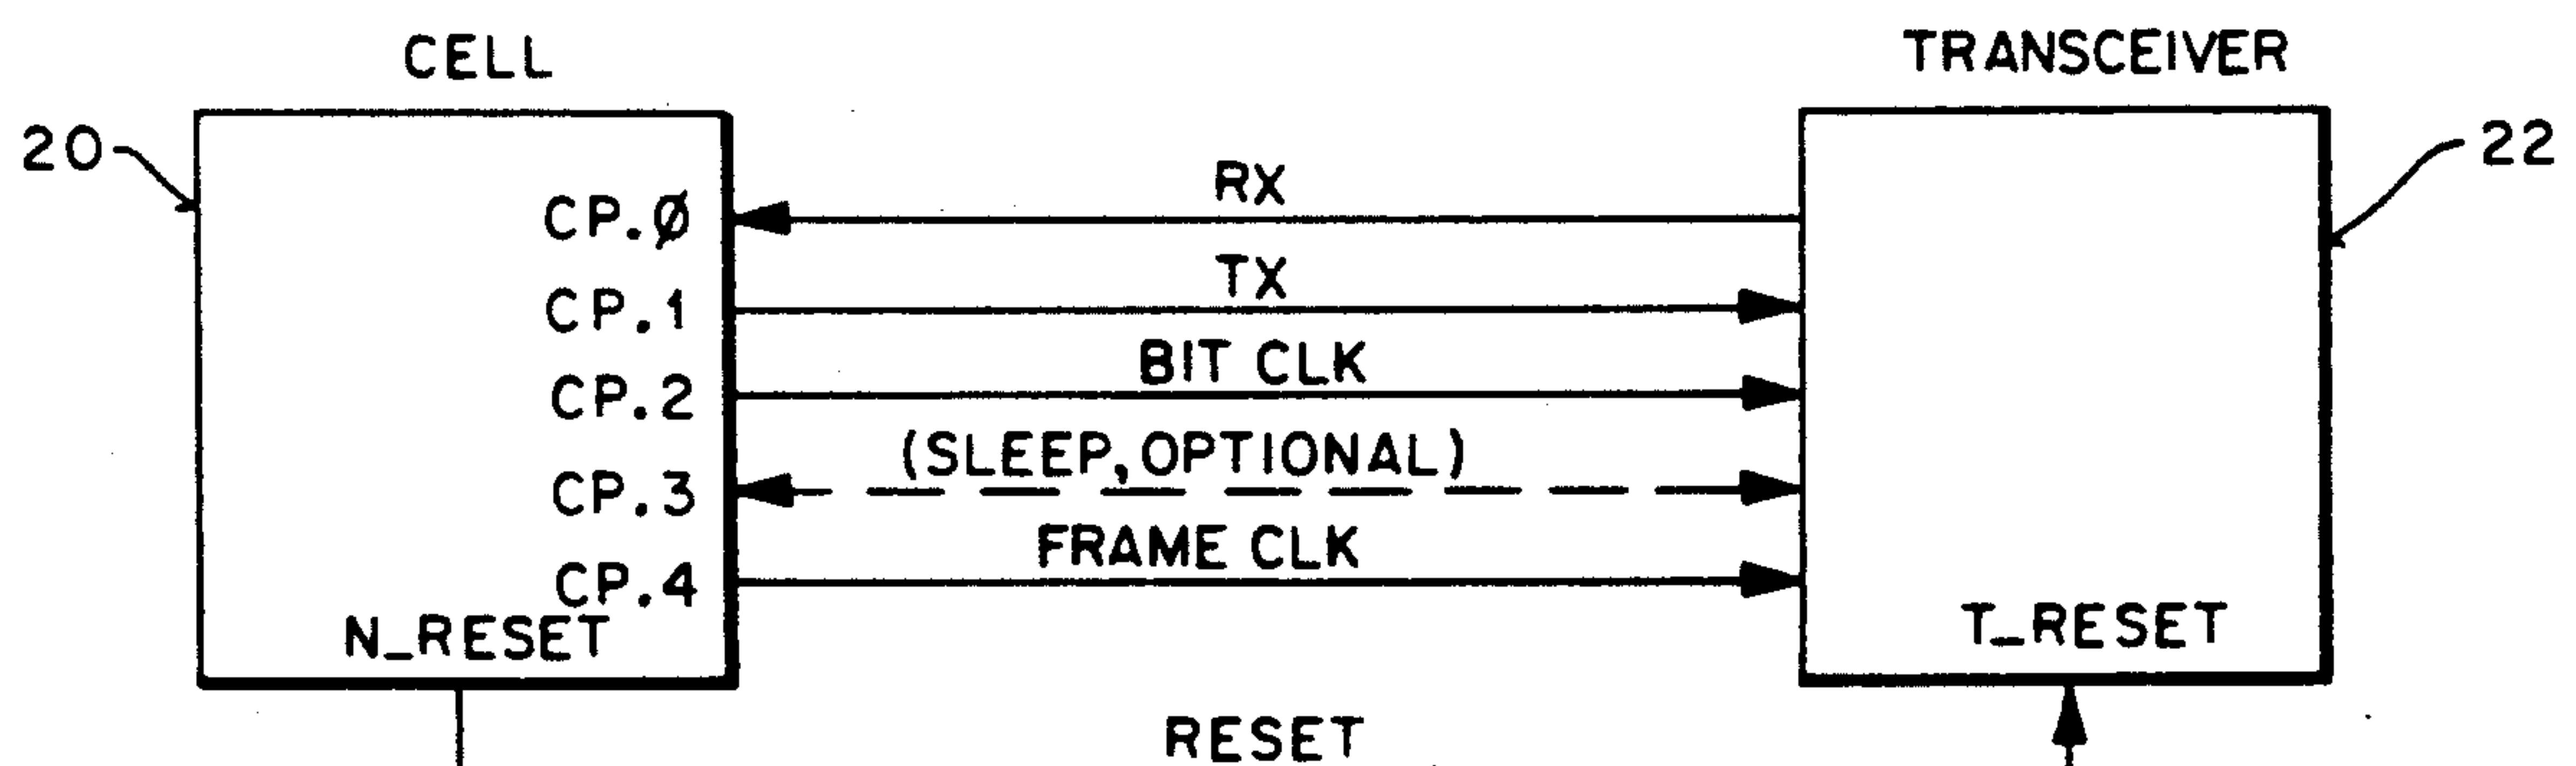 CELL
TRANSCEIVER
20
22
RX
CP.Ø
TX
CP.1
BIT CLK
CP.2
(SLEEP, OPTIONAL)
CP.3
FRAME CLK
CP.4
N_RESET
T_RESET
RESET